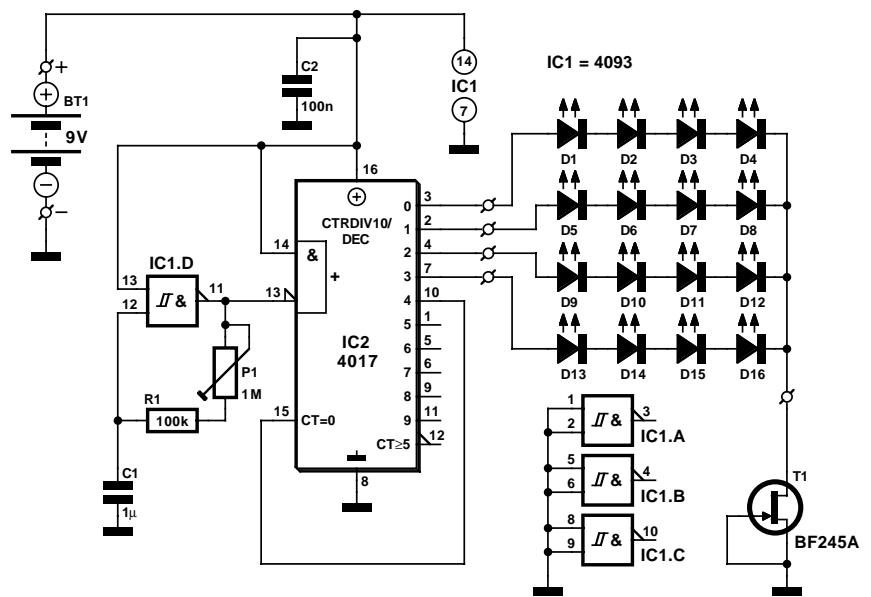 +
BT1
9V
–
C2
100n
14
IC1
7
IC1 = 4093
D1 D2 D3 D4
D5 D6 D7 D8
D9 D10 D11 D12
D13 D14 D15 D16
16
CTRDIV10/
DEC
14
&
+
13
IC2
4017
15
CT=0
8
0 3
1 2
2 4
3 7
4 10
5 1
6 5
7 6
8 9
9 11
CT≥5 12
IC1.D
13
12
&
11
P1
1M
R1
100k
C1
1µ
1
2
&
3
IC1.A
5
6
&
4
IC1.B
8
9
&
10
IC1.C
T1
BF245A